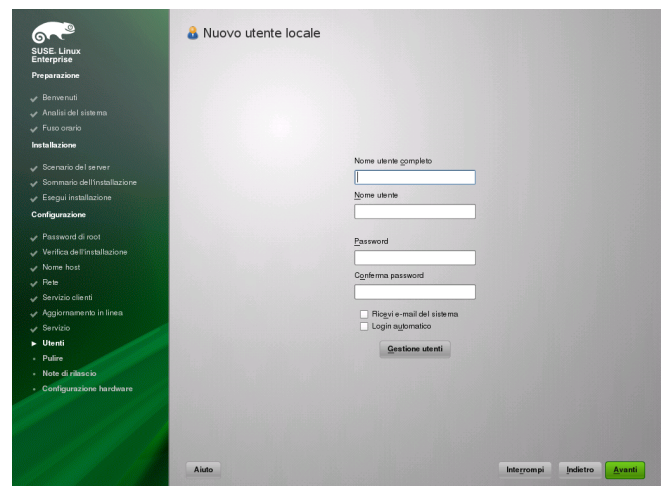 SUSE. Linux
Enterprise
Preparazione
Benvenuti
Analisi del sistema
Fuso orario
Installazione
Scenario del server
Sommario dell'installazione
Esegui installazione
Configurazione
Password di root
Verifica dell'installazione
Nome host
Rete
Servizio clienti
Aggiornamento in linea
Servizio
Utenti
Pulire
Note di rilascio
Configurazione hardware
Nuovo utente locale
Nome utente completo
Nome utente
Password
Conferma password
Ricevi e-mail del sistema
Login automatico
Gestione utenti
Aiuto
Interrompi
Indietro
Avanti